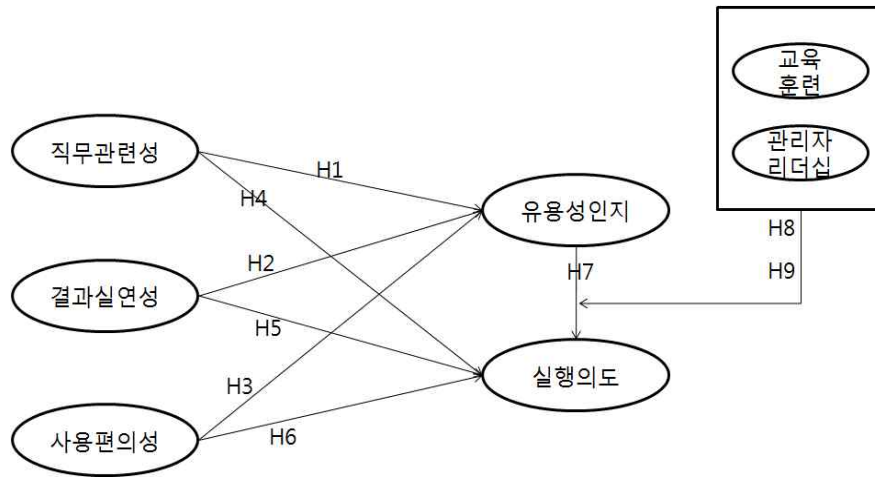 교육
훈련
직무관련성
관리자
리더십
H1
H4
유용성인지
H8
H2
H7
H9
결과실연성
H5
실행의도
H3
사용편의성
H6